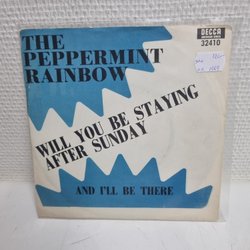 THE
PEPPERMINT
RAINBOW
DECCA
32410
WILL YOU BE STAYING
AFTER SUNDAY
AND I'LL BE THERE